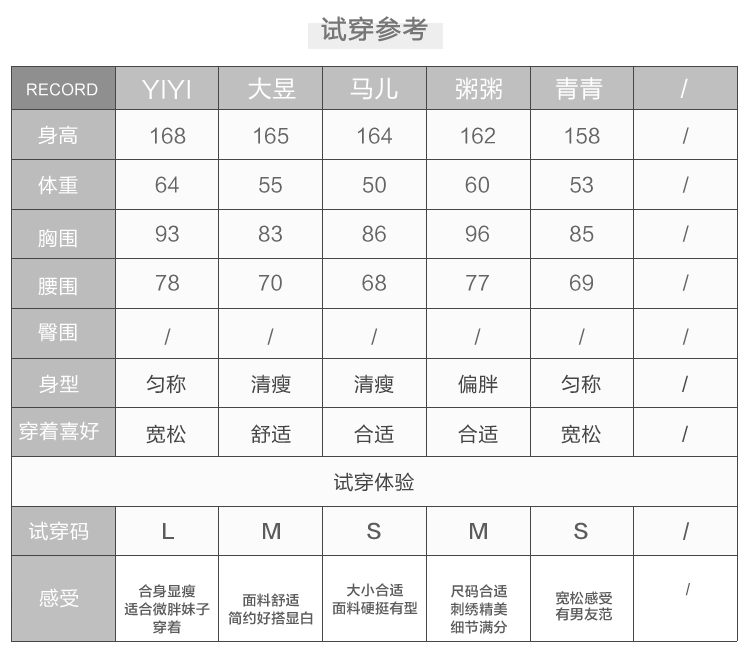 试穿参考
RECORD YIYI 大昱 马儿 粥粥 青青 /
身高 168 165 164 162 158 /
体重 64 55 50 60 53 /
胸围 93 83 86 96 85 /
腰围 78 70 68 77 69 /
臀围 / / / / / /
身型 匀称 清瘦 清瘦 偏胖 匀称 /
穿着喜好 宽松 舒适 合适 合适 宽松 /
试穿体验
试穿码 L M S M S /
感受 合身显瘦 适合微胖妹子 穿着 面料舒适 简约好搭显白 大小合适 面料硬挺有型 尺码合适 刺绣精美 细节满分 宽松感受 有男友范 /